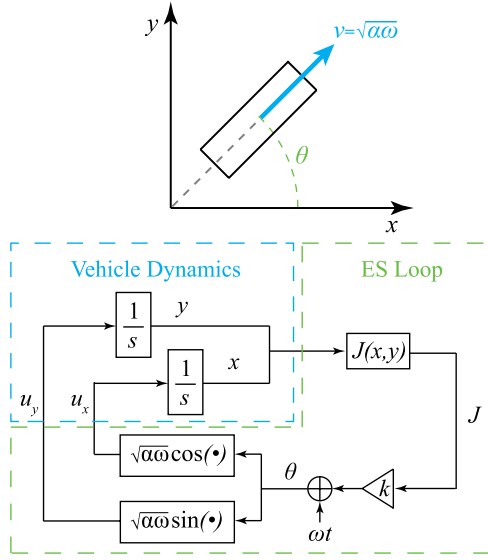 y
v=√αω
θ
x
Vehicle Dynamics
ES Loop
1/s
y
1/s
x
J(x,y)
u_y
u_x
J
√αω cos(•)
θ
k
√αω sin(•)
ωt